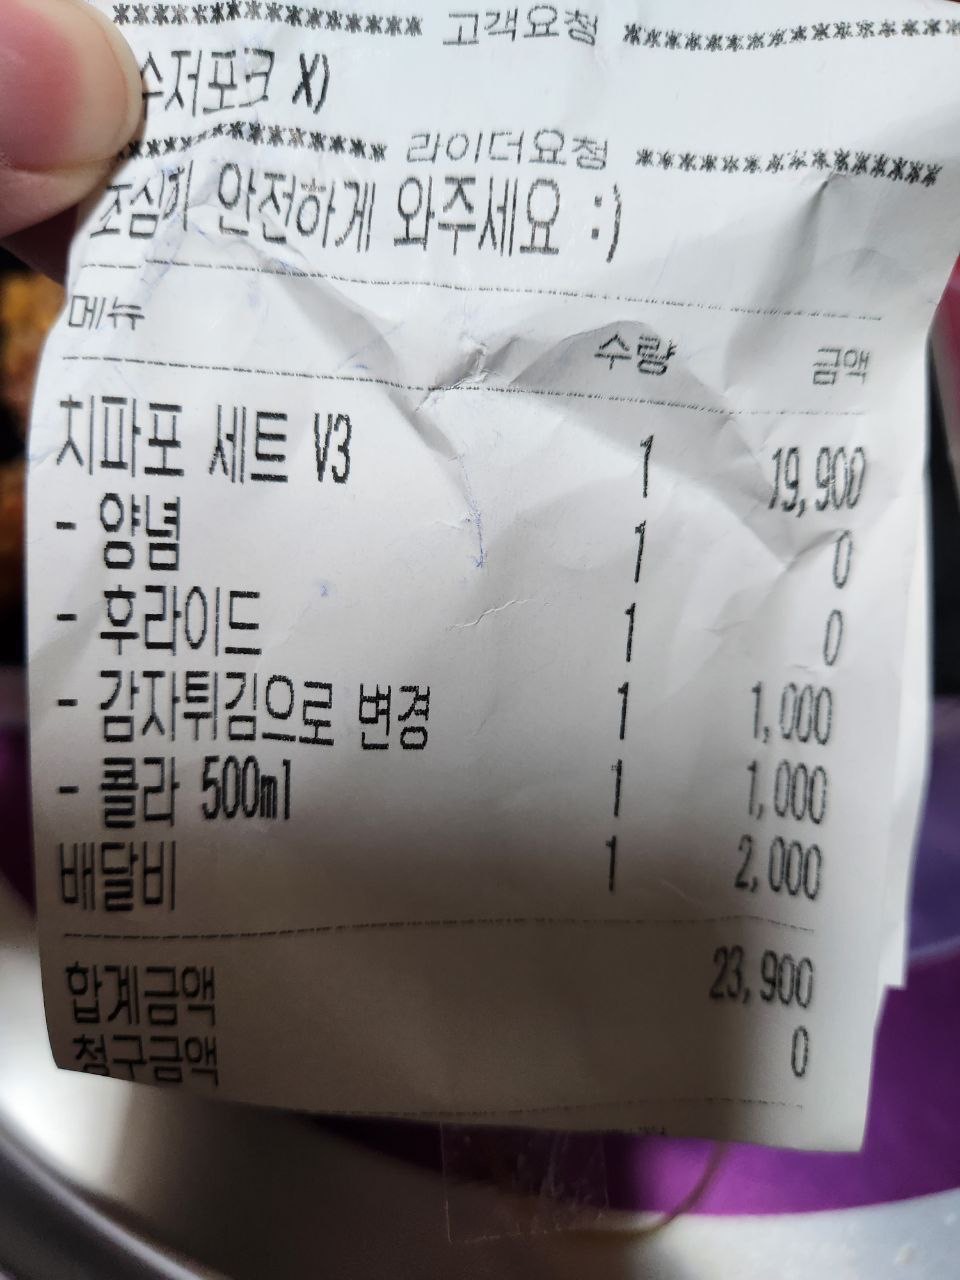 ******************** 고객요청 ********************
수저포크 X)
******************** 라이더요청 ********************
조심히 안전하게 와주세요 :)
메뉴 수량 금액
치파포 세트 V3 1 19,900
- 양념 1 0
- 후라이드 1 0
- 감자튀김으로 변경 1 1,000
- 콜라 500ml 1 1,000
배달비 1 2,000
합계금액 23,900
청구금액 0